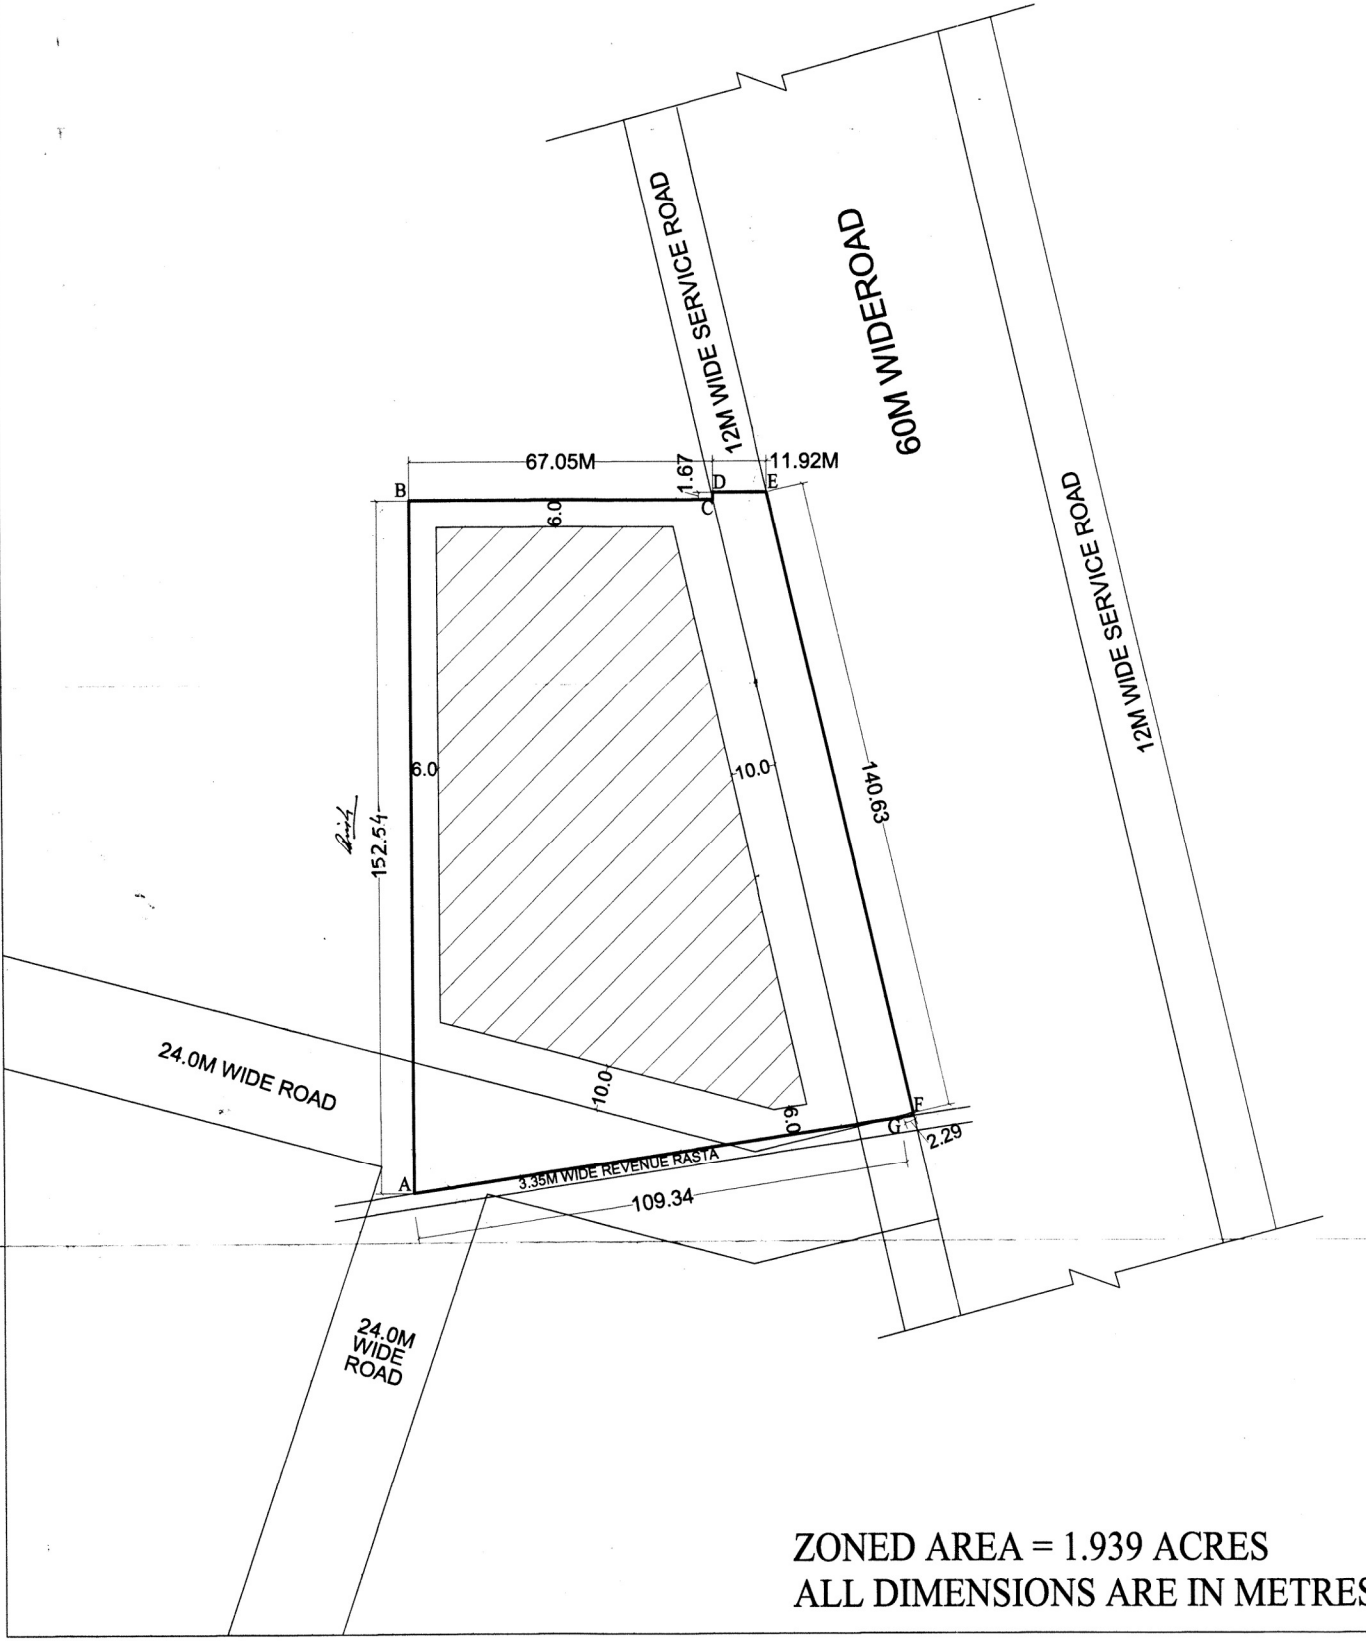 12M WIDE SERVICE ROAD
60M WIDEROAD
12M WIDE SERVICE ROAD
67.05M
1.67
11.92M
B
D
E
C
6.0
6.0
10.0
140.63
152.54
24.0M WIDE ROAD
10.0
6.0
F
G
2.29
A
3.35M WIDE REVENUE RASTA
109.34
24.0M
WIDE
ROAD
ZONED AREA = 1.939 ACRES
ALL DIMENSIONS ARE IN METRES